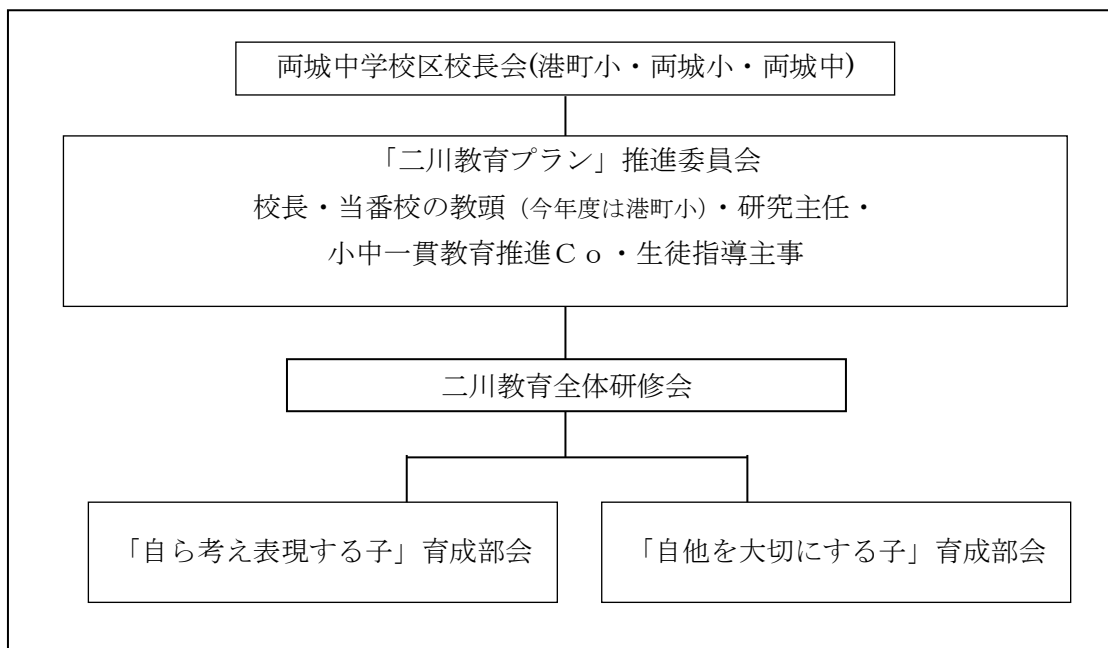 両城中学校区校長会(港町小・両城小・両城中)
「二川教育プラン」推進委員会
校長・当番校の教頭（今年度は港町小）・研究主任・
小中一貫教育推進Ｃｏ・生徒指導主事
二川教育全体研修会
「自ら考え表現する子」育成部会
「自他を大切にする子」育成部会